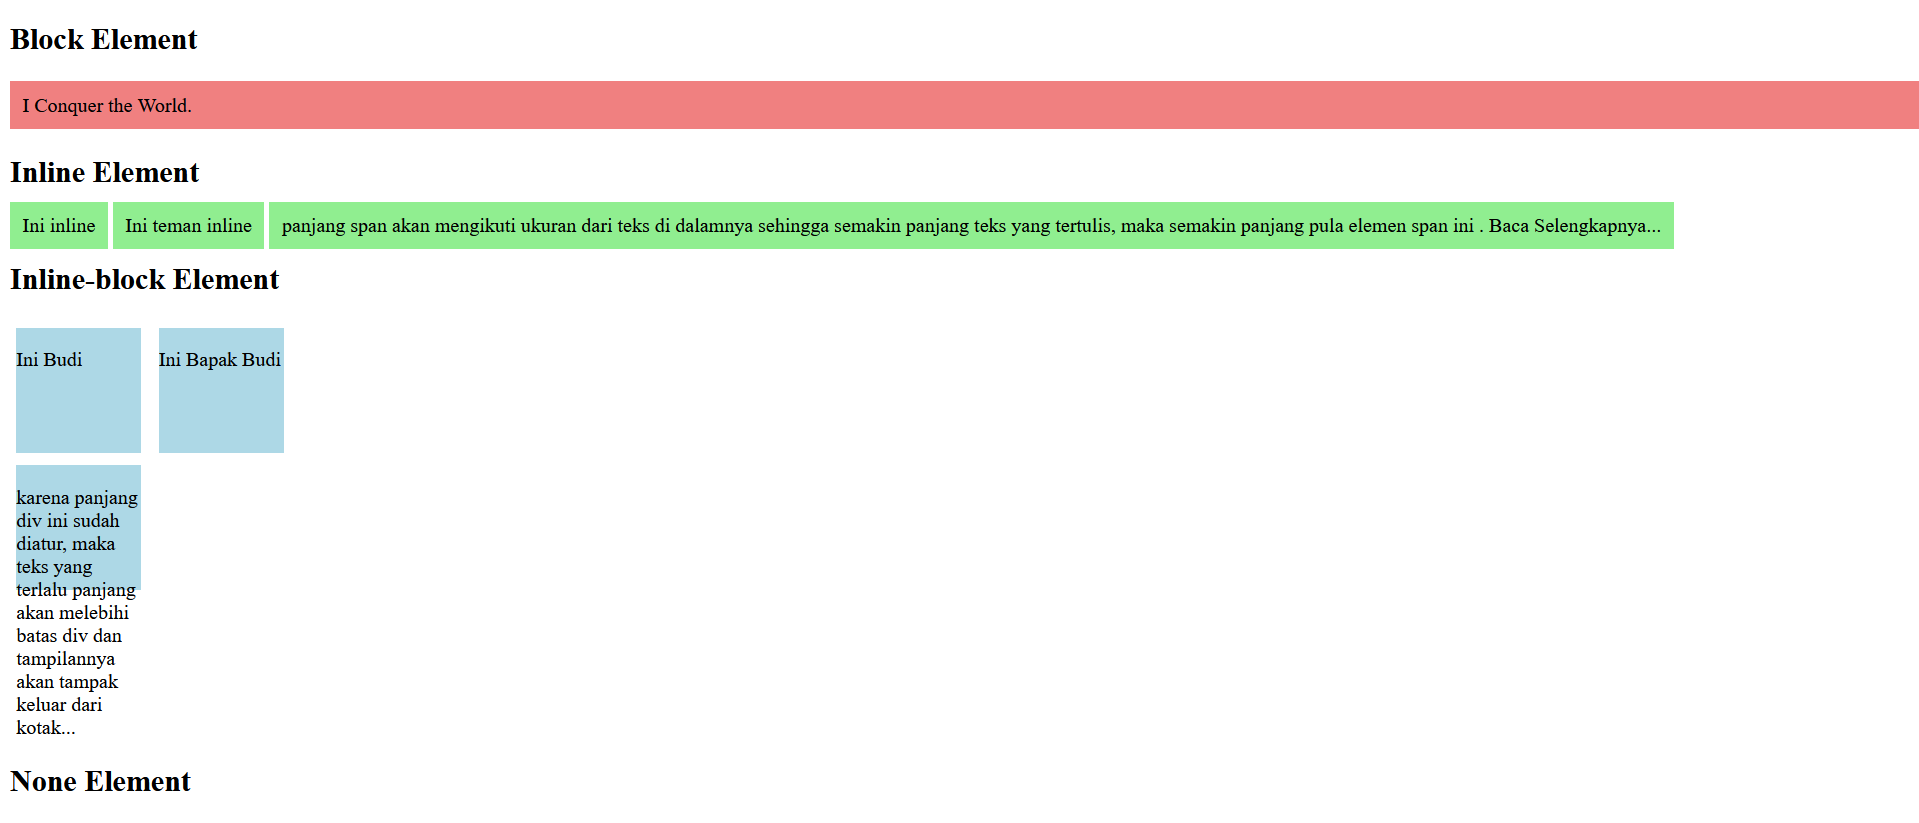 Block Element
I Conquer the World.
Inline Element
Ini inline Ini teman inline panjang span akan mengikuti ukuran dari teks di dalamnya sehingga semakin panjang teks yang tertulis, maka semakin panjang pula elemen span ini . Baca Selengkapnya...
Inline-block Element
Ini Budi Ini Bapak Budi
karena panjang
div ini sudah
diatur, maka
teks yang
terlalu panjang
akan melebihi
batas div dan
tampilannya
akan tampak
keluar dari
kotak...
None Element